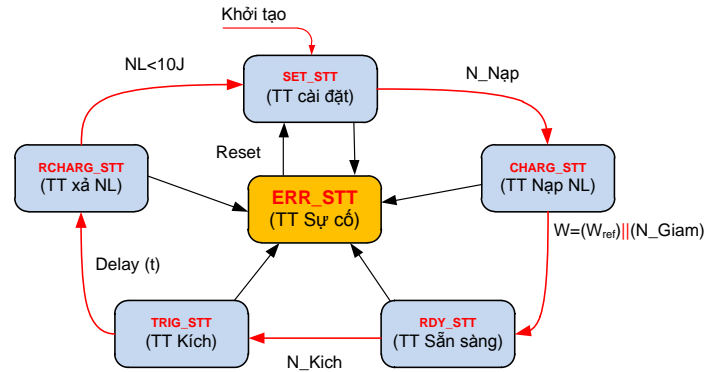 Khởi tạo
NL<10J
SET_STT
(TT cài đặt)
N_Nạp
Reset
RCHARG_STT
(TT xả NL)
CHARG_STT
(TT Nạp NL)
ERR_STT
(TT Sự cố)
W=(Wref)||(N_Giam)
Delay (t)
TRIG_STT
(TT Kích)
RDY_STT
(TT Sẵn sàng)
N_Kich